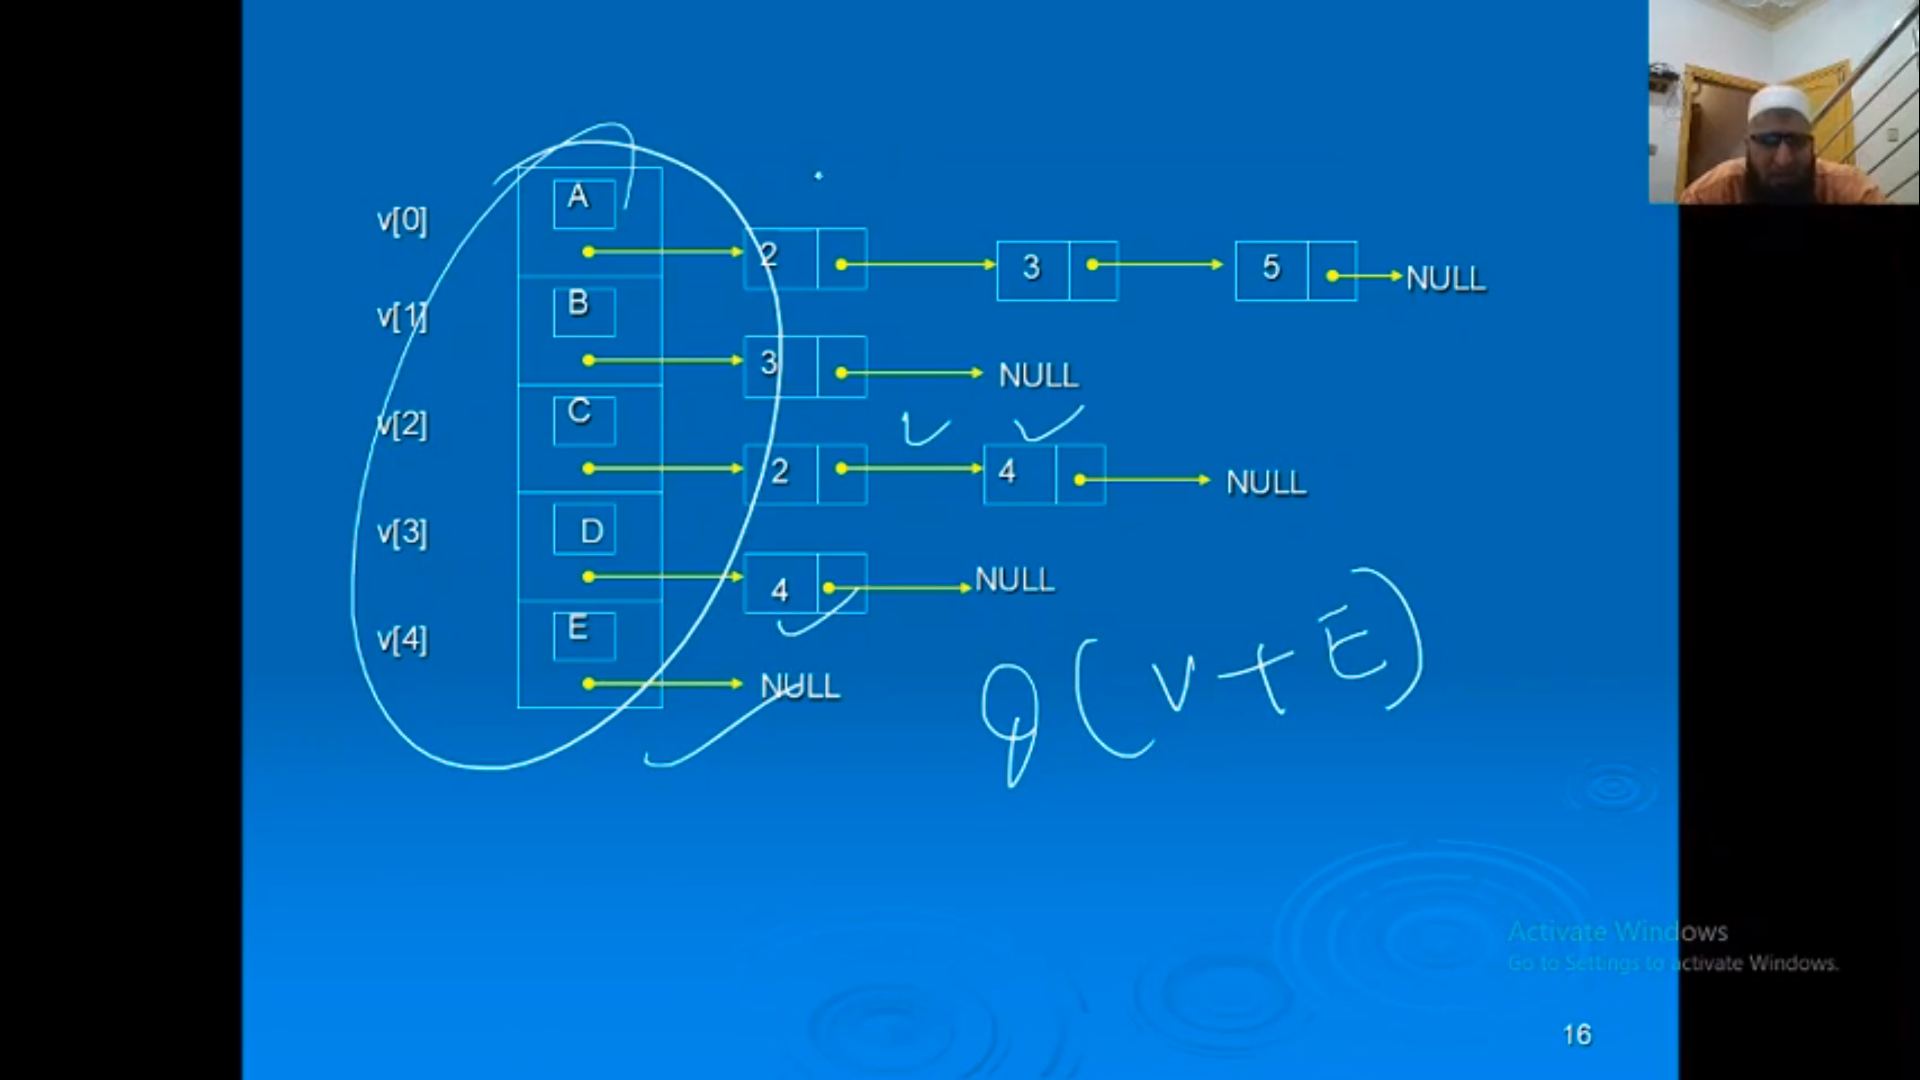 A
v[0]
2 3 5 NULL
B
v[1]
3 NULL
C
v[2]
2 4 NULL
v[3] D
4 NULL
E
v[4]
NULL
O(V+E)
Activate Windows
Go to Settings to activate Windows.
16